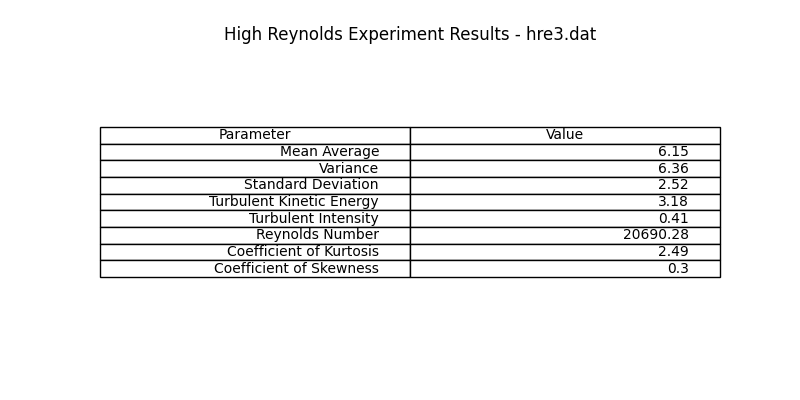 High Reynolds Experiment Results - hre3.dat
Parameter Value
Mean Average 6.15
Variance 6.36
Standard Deviation 2.52
Turbulent Kinetic Energy 3.18
Turbulent Intensity 0.41
Reynolds Number 20690.28
Coefficient of Kurtosis 2.49
Coefficient of Skewness 0.3